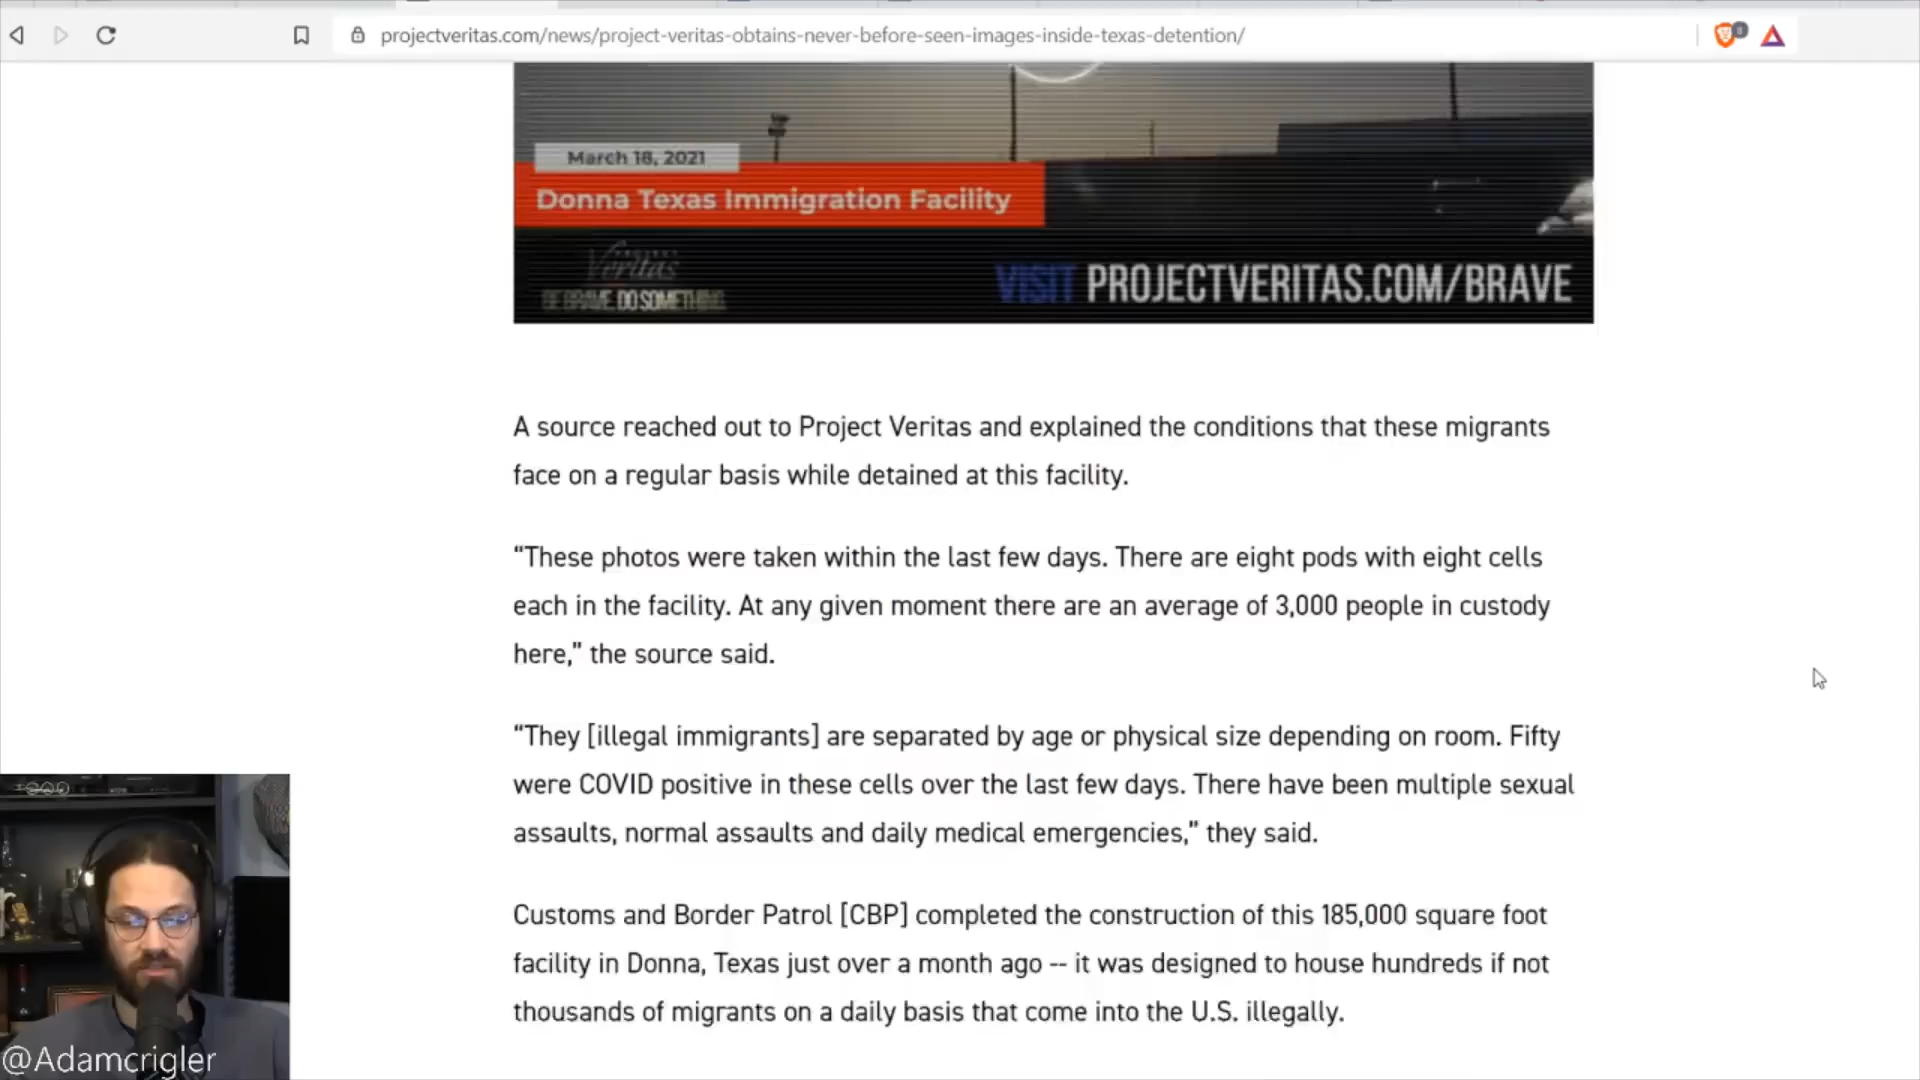 projectveritas.com/news/project-veritas-obtains-never-before-seen-images-inside-texas-detention/
March 18, 2021
Donna Texas Immigration Facility
PROJECT
Veritas
BE BRAVE. DO SOMETHING.
VISIT PROJECTVERITAS.COM/BRAVE
A source reached out to Project Veritas and explained the conditions that these migrants
face on a regular basis while detained at this facility.
“These photos were taken within the last few days. There are eight pods with eight cells
each in the facility. At any given moment there are an average of 3,000 people in custody
here,” the source said.
“They [illegal immigrants] are separated by age or physical size depending on room. Fifty
were COVID positive in these cells over the last few days. There have been multiple sexual
assaults, normal assaults and daily medical emergencies,” they said.
Customs and Border Patrol [CBP] completed the construction of this 185,000 square foot
facility in Donna, Texas just over a month ago -- it was designed to house hundreds if not
thousands of migrants on a daily basis that come into the U.S. illegally.
@Adamcrigler